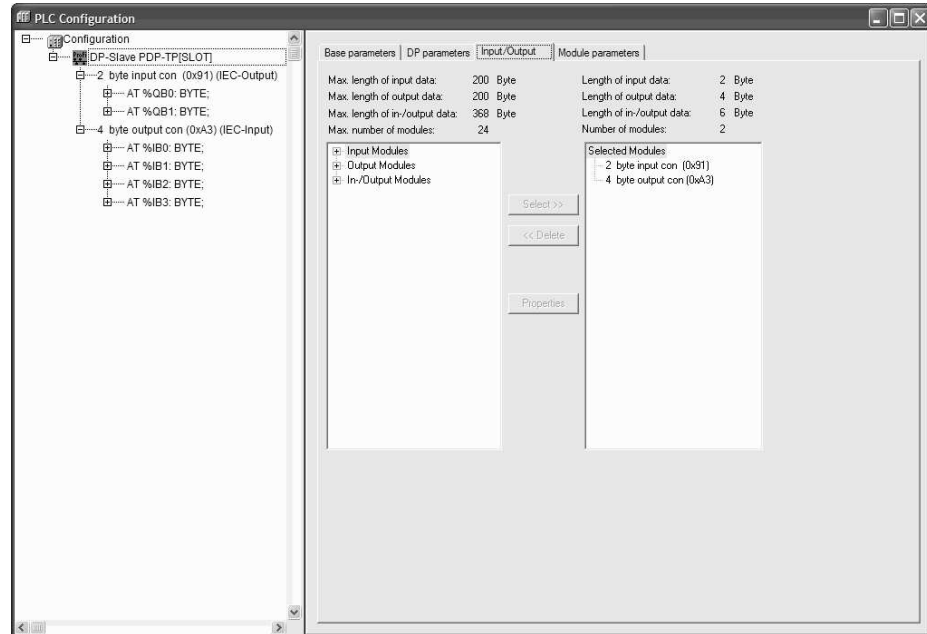 PLC Configuration
Configuration
DP-Slave PDP-TP[SLOT]
2 byte input con (0x91) (IEC-Output)
AT %QB0: BYTE;
AT %QB1: BYTE;
4 byte output con (0xA3) (IEC-Input)
AT %IB0: BYTE;
AT %IB1: BYTE;
AT %IB2: BYTE;
AT %IB3: BYTE;
Base parameters DP parameters Input/Output Module parameters
Max. length of input data: 200 Byte
Max. length of output data: 200 Byte
Max. length of in-/output data: 368 Byte
Max. number of modules: 24
Length of input data: 2 Byte
Length of output data: 4 Byte
Length of in-/output data: 6 Byte
Number of modules: 2
Input Modules
Output Modules
In-/Output Modules
Select >>
<< Delete
Properties
Selected Modules
2 byte input con (0x91)
4 byte output con (0xA3)